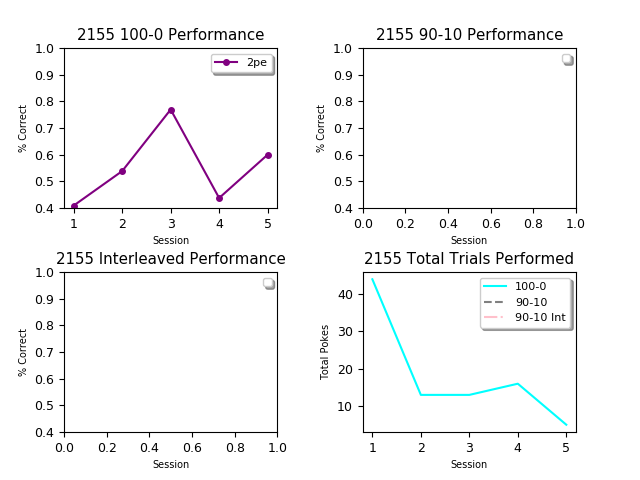 2155 100-0 Performance
1.0
0.9
0.8
0.7
0.6
0.5
0.4
% Correct
2pe
1 2 3 4 5
Session
2155 90-10 Performance
1.0
0.9
0.8
0.7
0.6
0.5
0.4
% Correct
0.0 0.2 0.4 0.6 0.8 1.0
Session
2155 Interleaved Performance
1.0
0.9
0.8
0.7
0.6
0.5
0.4
% Correct
0.0 0.2 0.4 0.6 0.8 1.0
Session
2155 Total Trials Performed
40
30
20
10
Total Pokes
100-0
90-10
90-10 Int
1 2 3 4 5
Session